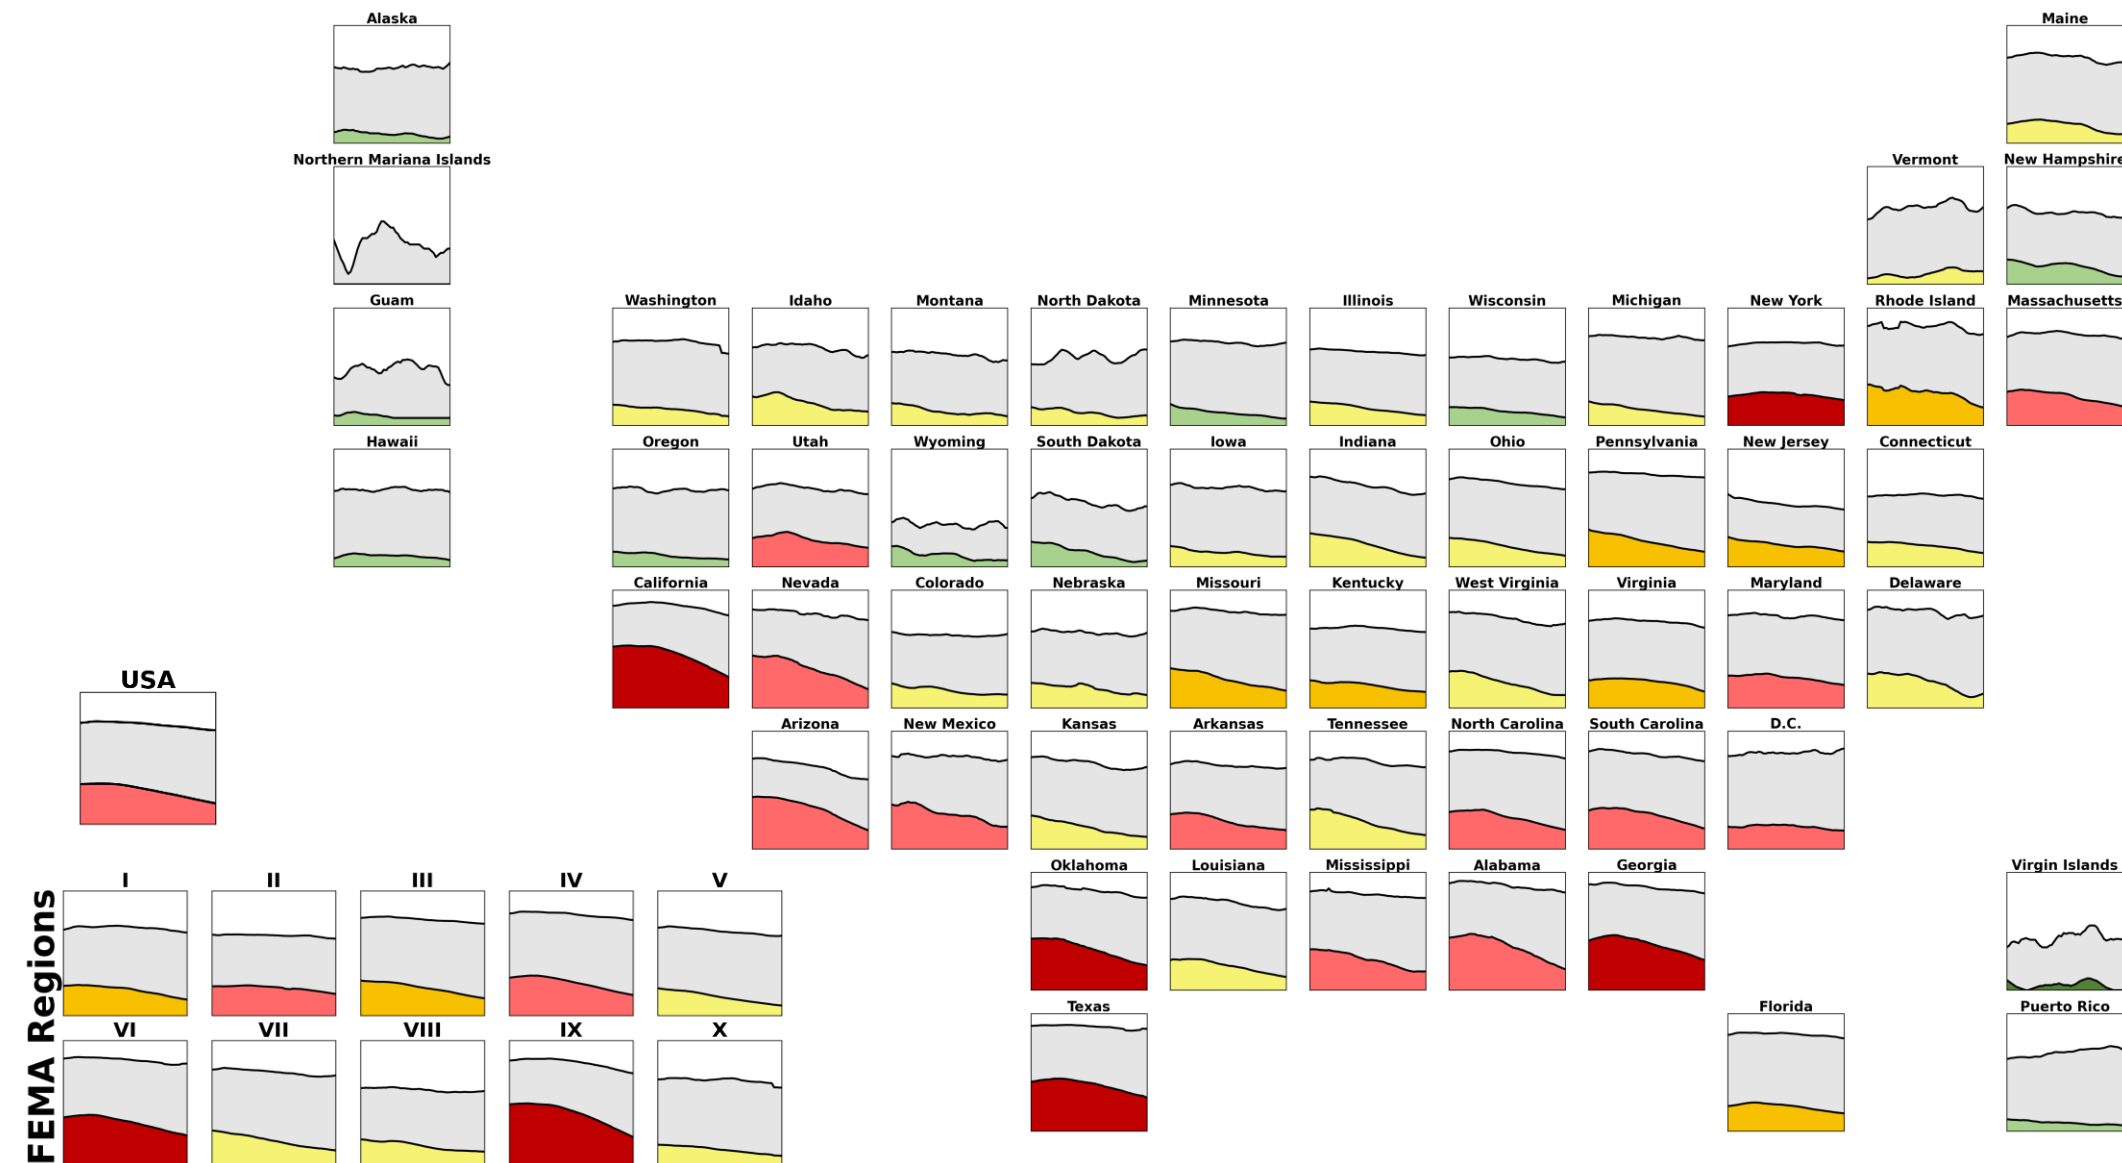 Alaska
Maine
Northern Mariana Islands
Vermont
New Hampshire
Guam
Washington
Idaho
Montana
North Dakota
Minnesota
Illinois
Wisconsin
Michigan
New York
Rhode Island
Massachusetts
Hawaii
Oregon
Utah
Wyoming
South Dakota
Iowa
Indiana
Ohio
Pennsylvania
New Jersey
Connecticut
California
Nevada
Colorado
Nebraska
Missouri
Kentucky
West Virginia
Virginia
Maryland
Delaware
USA
Arizona
New Mexico
Kansas
Arkansas
Tennessee
North Carolina
South Carolina
D.C.
Oklahoma
Louisiana
Mississippi
Alabama
Georgia
Virgin Islands
FEMA Regions
I
II
III
IV
V
Texas
Florida
Puerto Rico
VI
VII
VIII
IX
X